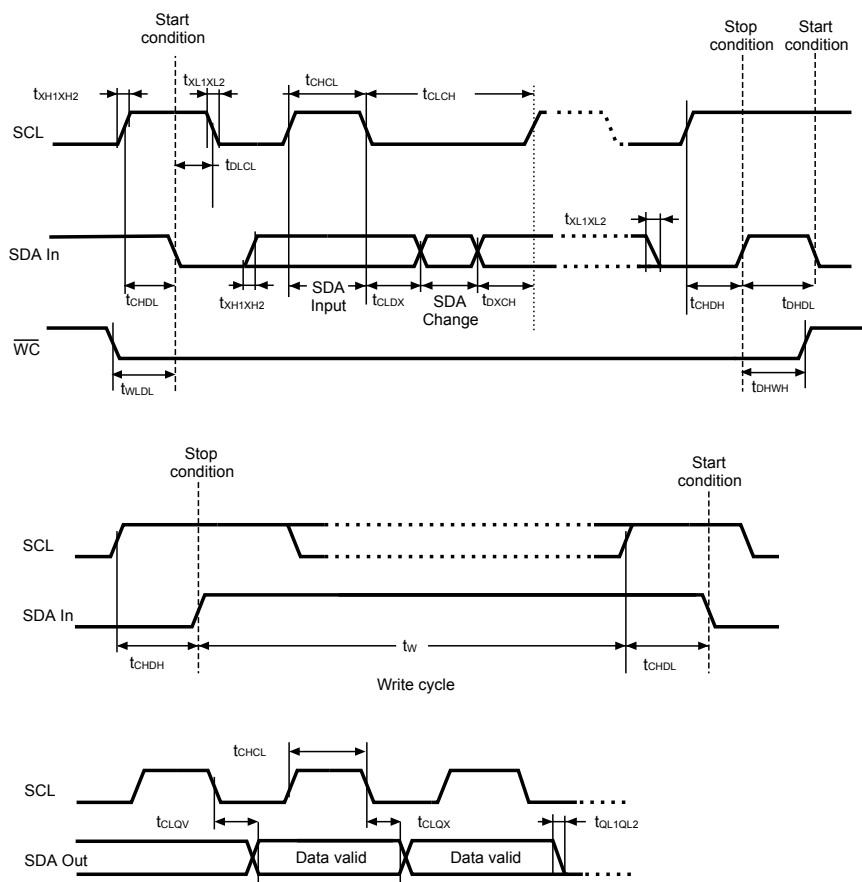 Start
condition
Stop
condition
Start
condition
tXH1XH2
tXL1XL2
tCHCL
tCLCH
SCL
tDLCL
tXL1XL2
SDA In
tCHDL
tXH1XH2
SDA
Input
tCLDX
SDA
Change
tDXCH
tCHDH
tDHDL
WC
tWLDL
tDHWH
Stop
condition
Start
condition
SCL
SDA In
tCHDH
tW
tCHDL
Write cycle
tCHCL
SCL
tCLQV
tCLQX
tQL1QL2
SDA Out
Data valid
Data valid